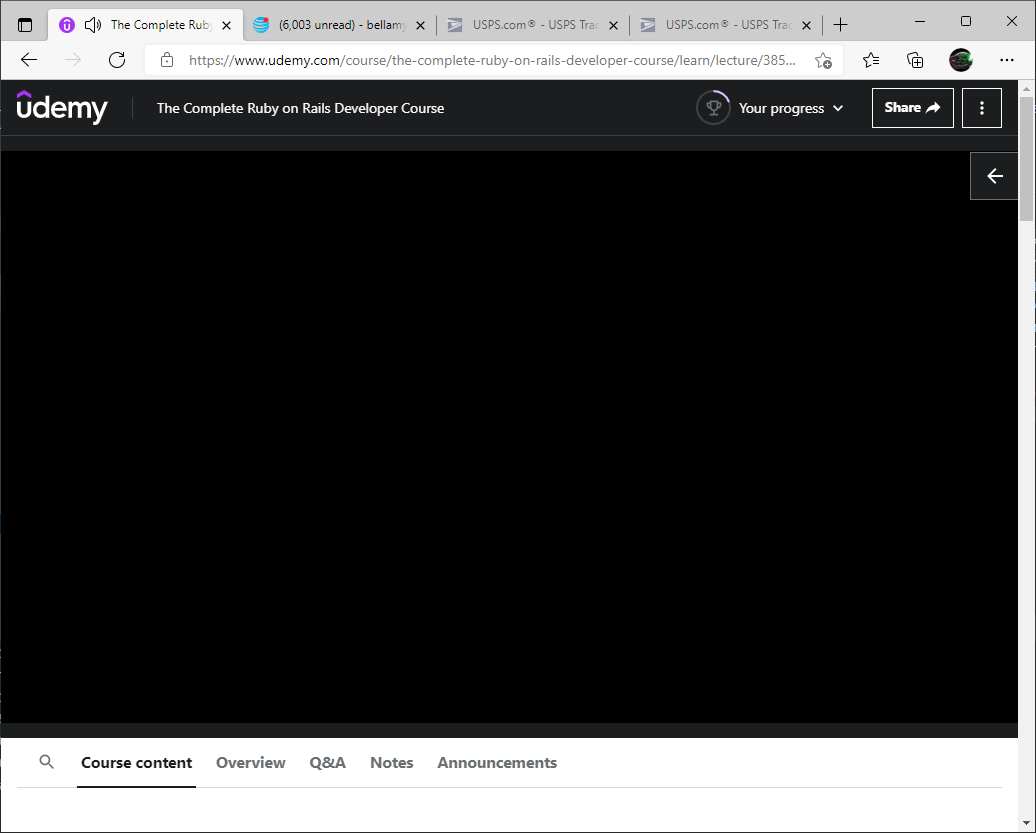 The Complete Ruby
(6,003 unread) - bellamy
USPS.com® - USPS Trac
USPS.com® - USPS Trac
https://www.udemy.com/course/the-complete-ruby-on-rails-developer-course/learn/lecture/385...
udemy
The Complete Ruby on Rails Developer Course
Your progress
Share
Course content
Overview
Q&A
Notes
Announcements